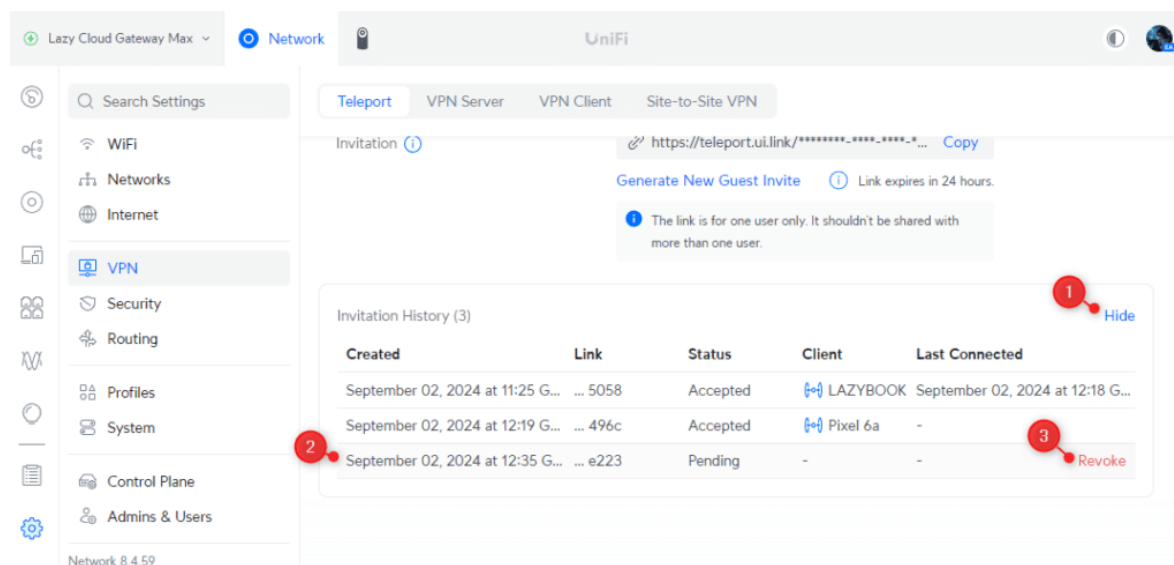 Lazy Cloud Gateway Max
Network
UniFi
Search Settings
Teleport
VPN Server
VPN Client
Site-to-Site VPN
WiFi
Networks
Internet
VPN
Security
Routing
Profiles
System
Control Plane
Admins & Users
Network 8.4.59
Invitation
https://teleport.ui.link/********-****-****-*... Copy
Generate New Guest Invite
Link expires in 24 hours.
The link is for one user only. It shouldn't be shared with
more than one user.
1
Invitation History (3)
Hide
Created Link Status Client Last Connected
September 02, 2024 at 11:25 G... ... 5058 Accepted LAZYBOOK September 02, 2024 at 12:18 G...
September 02, 2024 at 12:19 G... ... 496c Accepted Pixel 6a -
2
3
September 02, 2024 at 12:35 G... ... e223 Pending - - Revoke